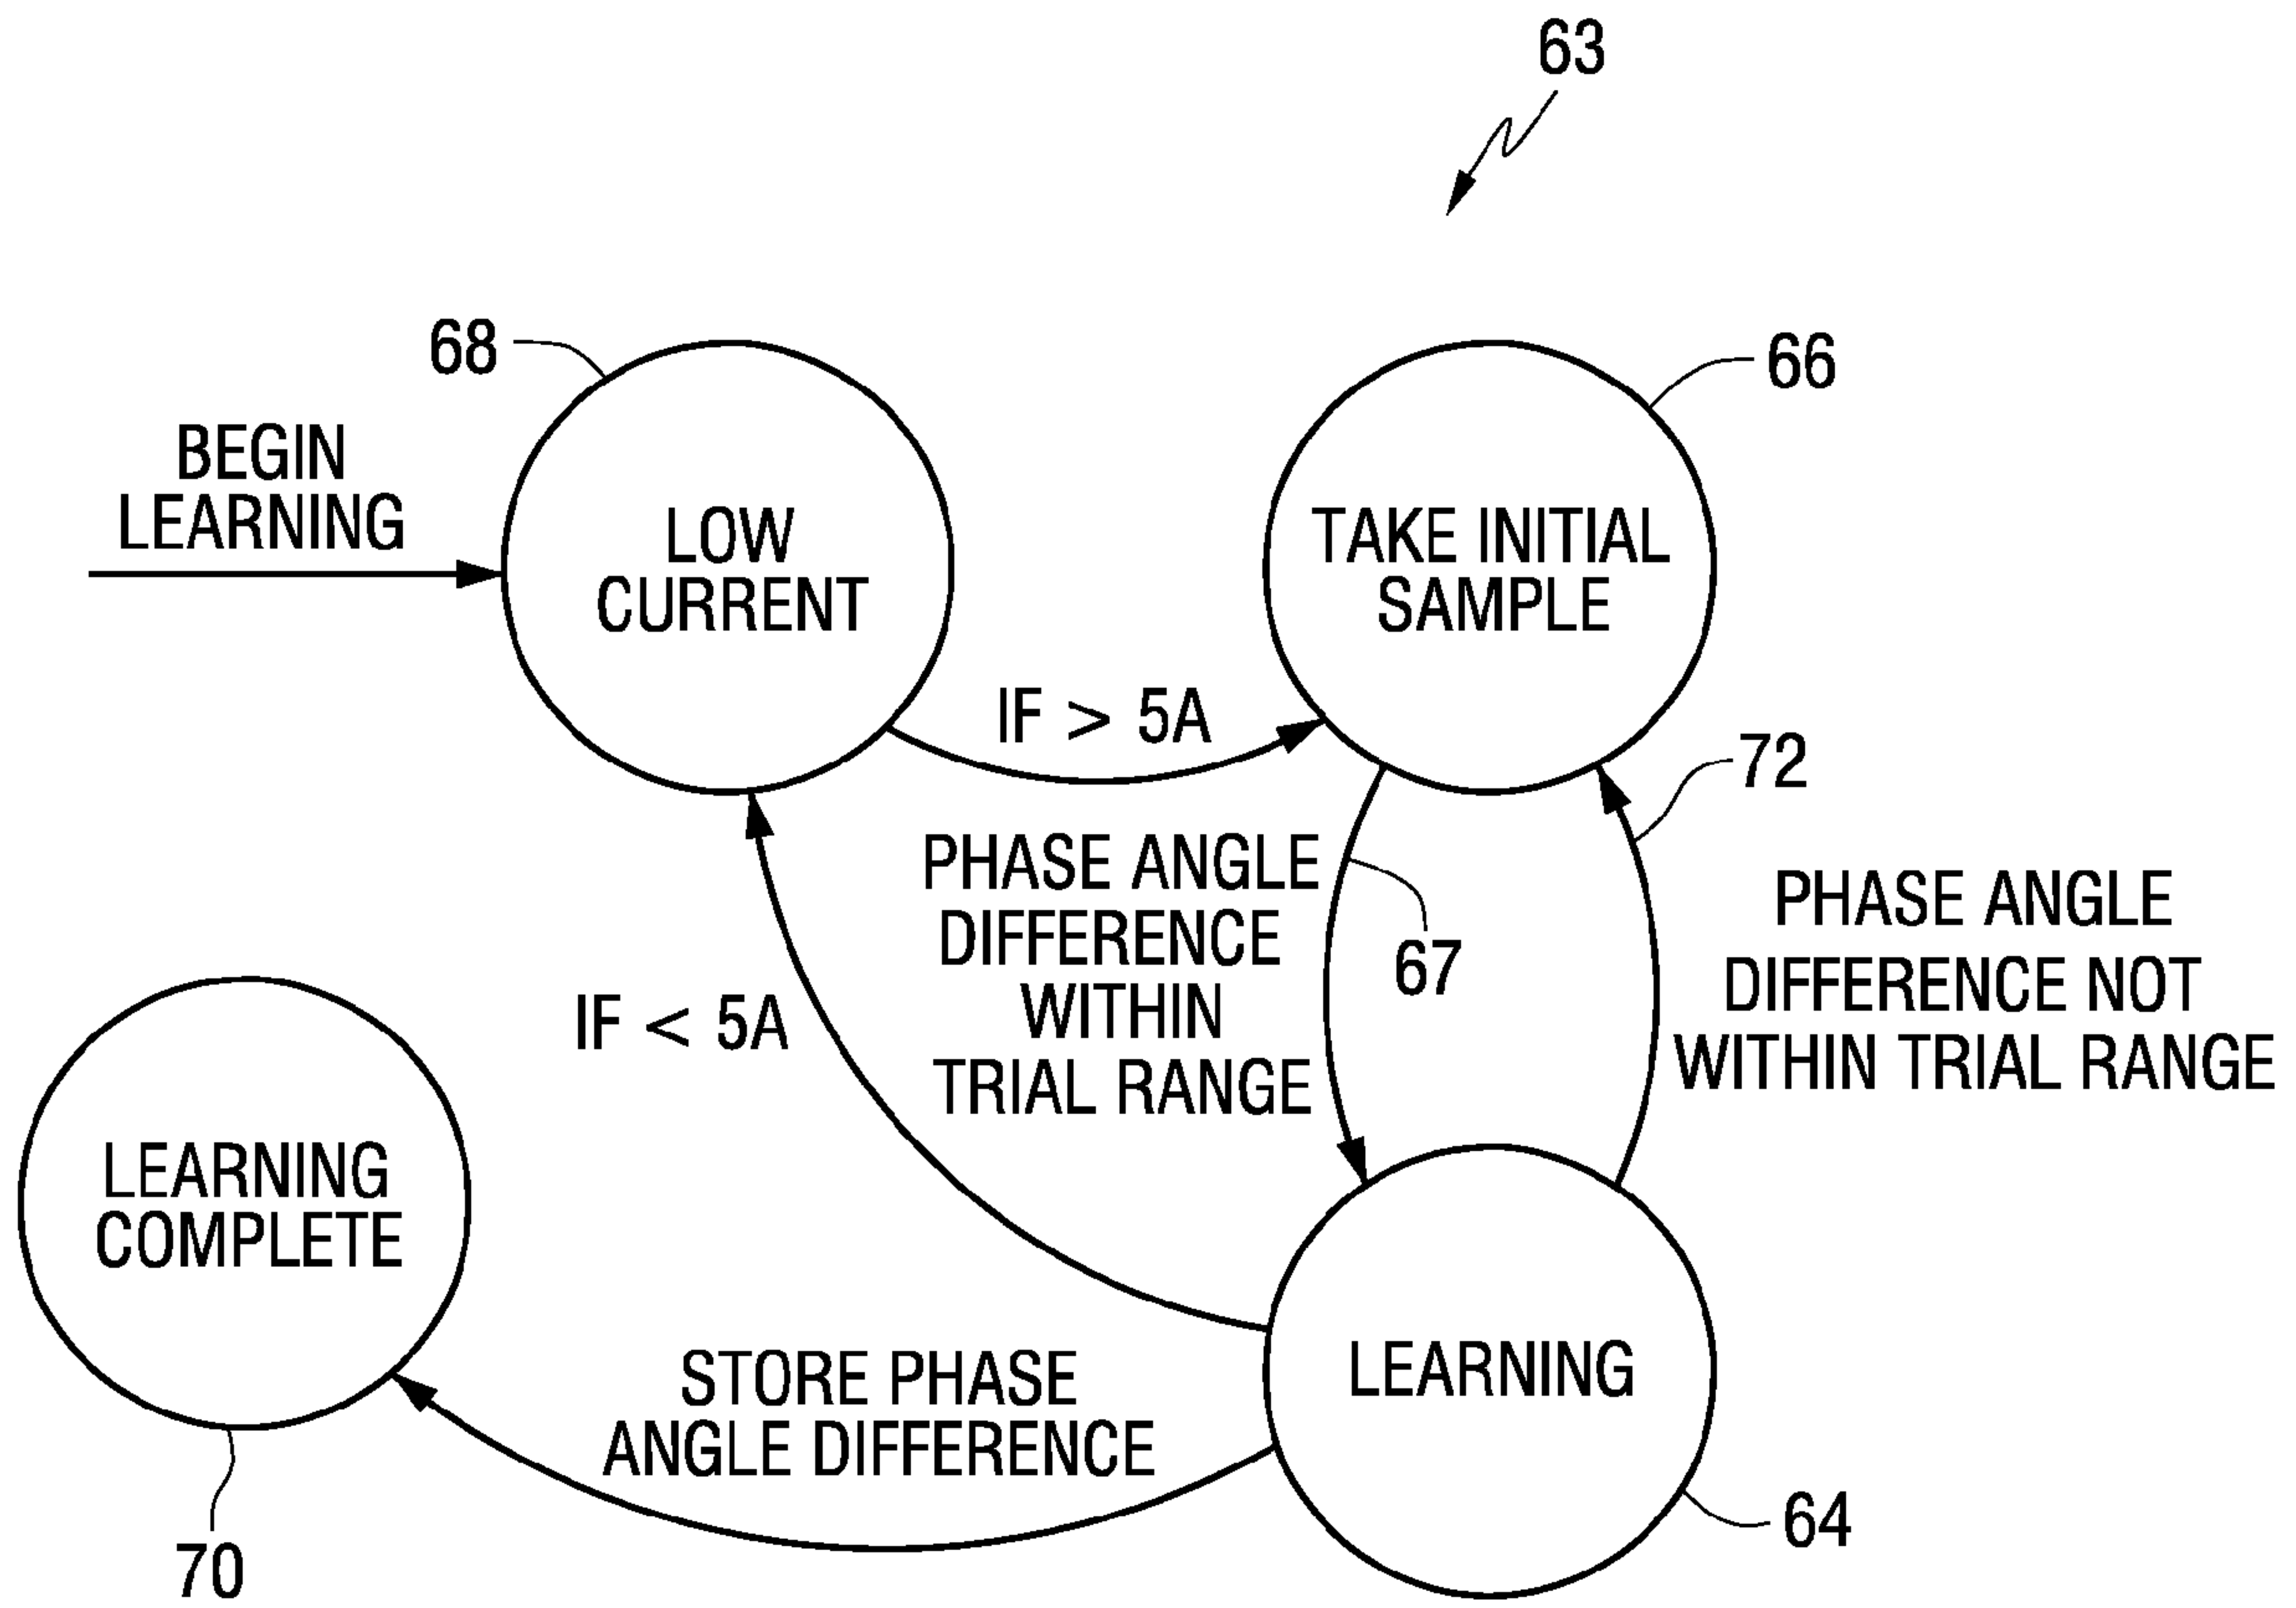 63
68
66
BEGIN
LEARNING
LOW
CURRENT
TAKE INITIAL
SAMPLE
IF > 5A
72
PHASE ANGLE
DIFFERENCE
WITHIN
TRIAL RANGE
67
PHASE ANGLE
DIFFERENCE NOT
WITHIN TRIAL RANGE
IF < 5A
LEARNING
COMPLETE
STORE PHASE
ANGLE DIFFERENCE
LEARNING
64
70